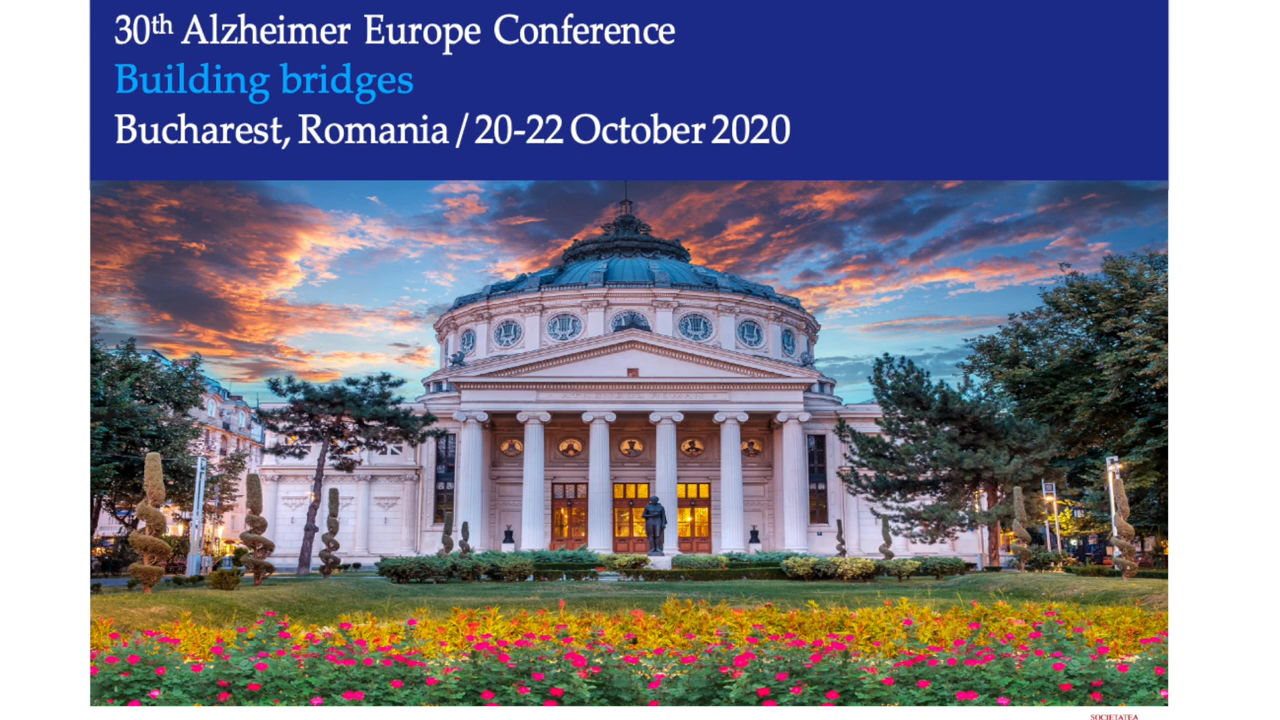 30th Alzheimer Europe Conference
Building bridges
Bucharest, Romania / 20-22 October 2020
SOCIETATEA